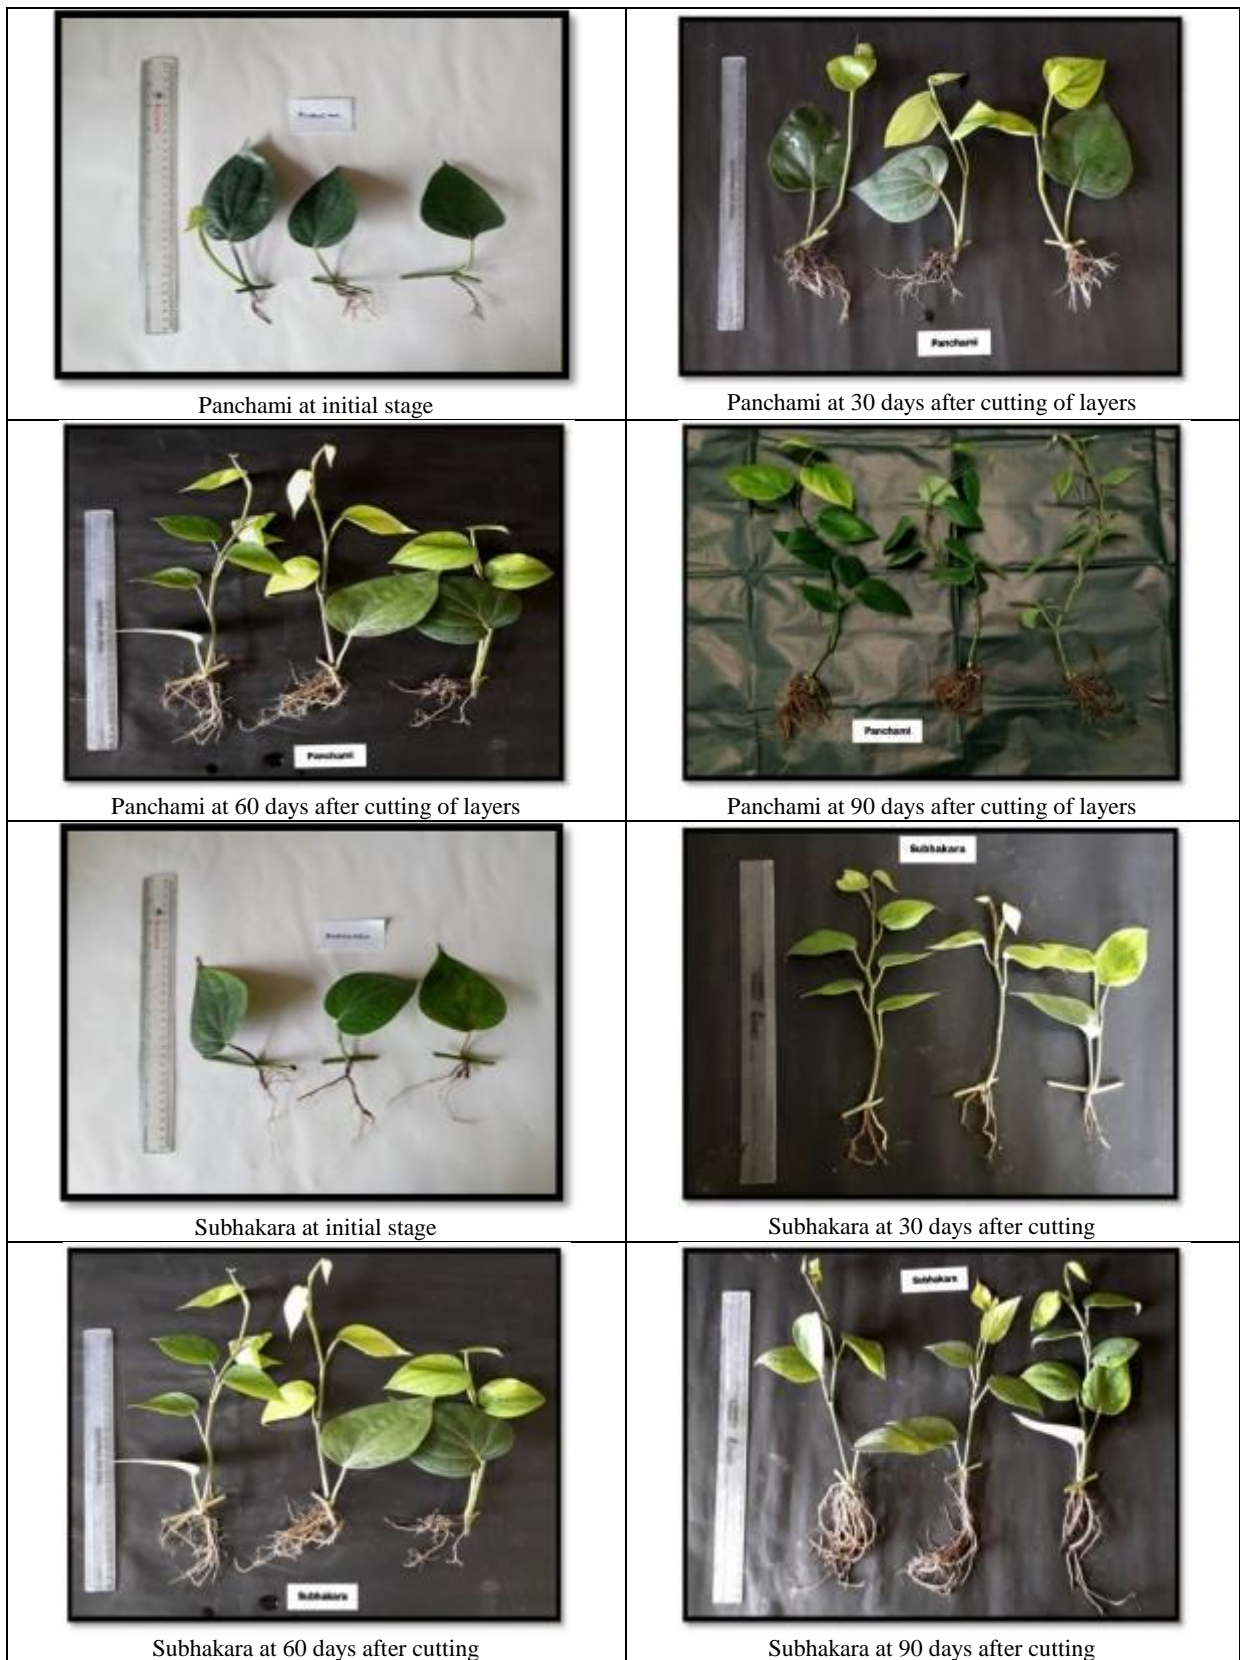 Panchami at initial stage
Panchami
Panchami at 30 days after cutting of layers
Panchami
Panchami at 60 days after cutting of layers
Panchami
Panchami at 90 days after cutting of layers
Subhakara at initial stage
Subhakara
Subhakara at 30 days after cutting
Subhakara
Subhakara at 60 days after cutting
Subhakara
Subhakara at 90 days after cutting